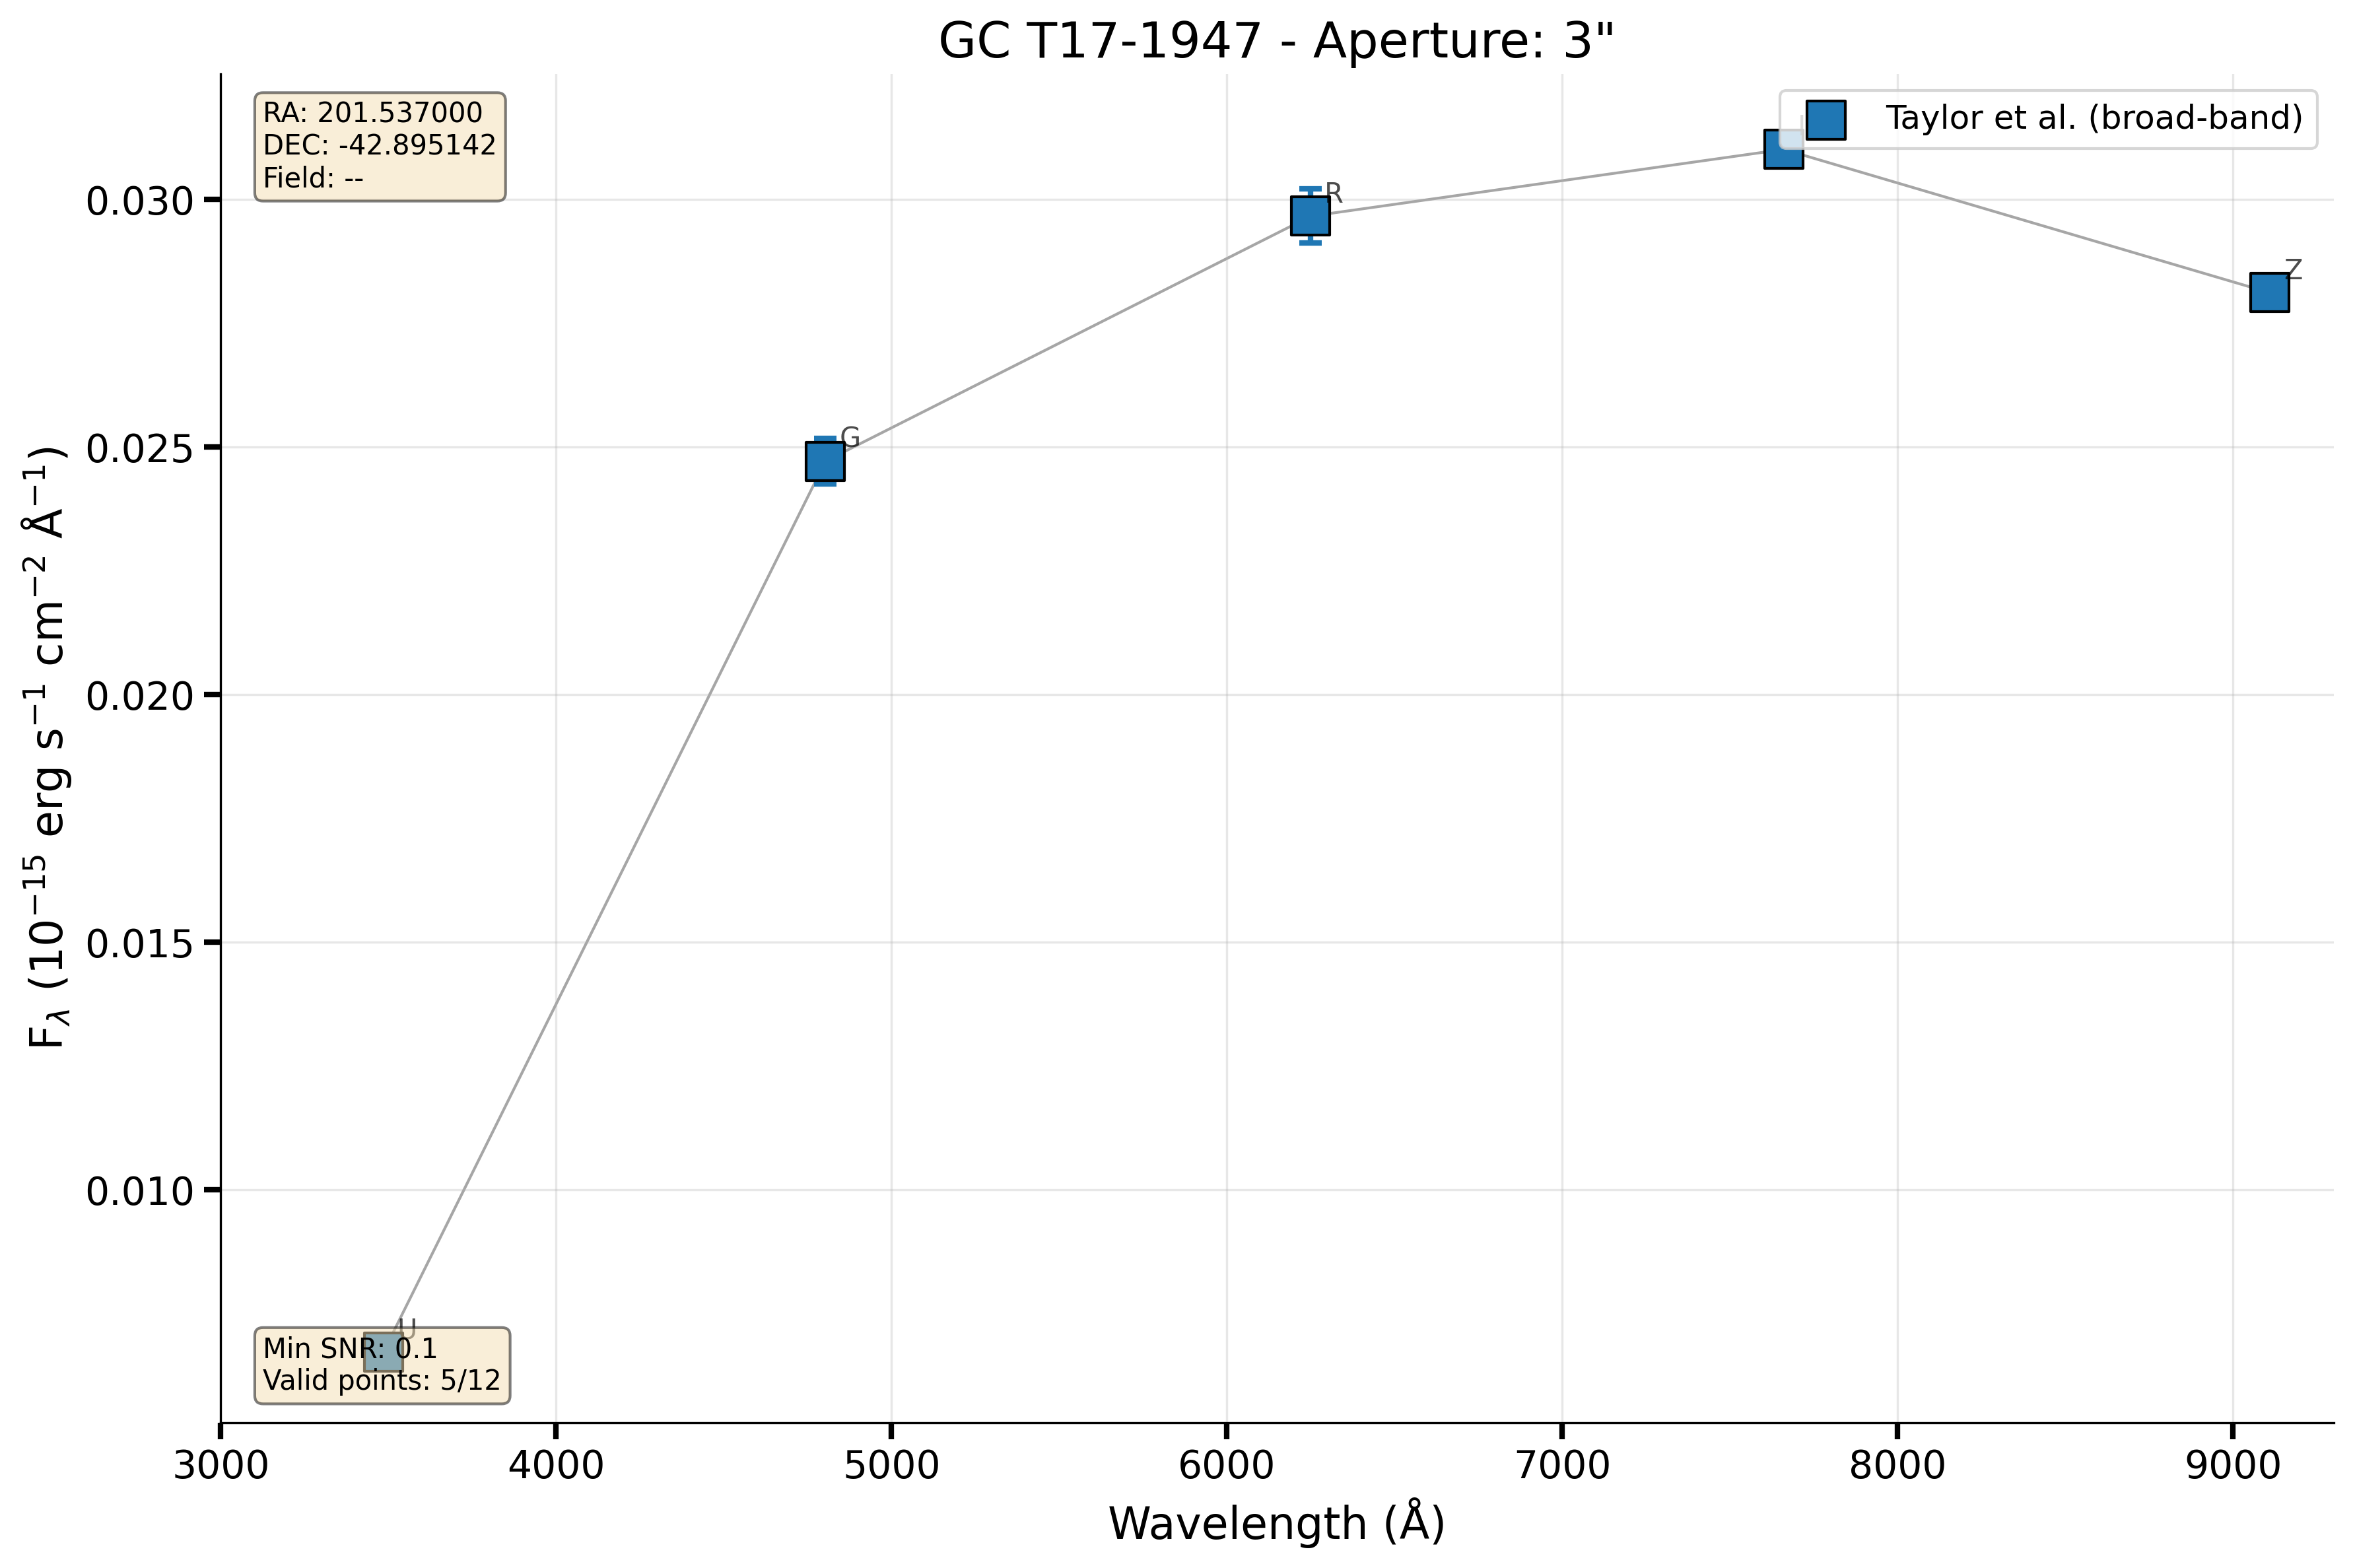 GC T17-1947 - Aperture: 3"
RA: 201.537000
DEC: -42.895142
Field: --
Taylor et al. (broad-band)
R
Z
G
U
Min SNR: 0.1
Valid points: 5/12
0.030
0.025
0.020
0.015
0.010
F_λ (10⁻¹⁵ erg s⁻¹ cm⁻² Å⁻¹)
3000 4000 5000 6000 7000 8000 9000
Wavelength (Å)